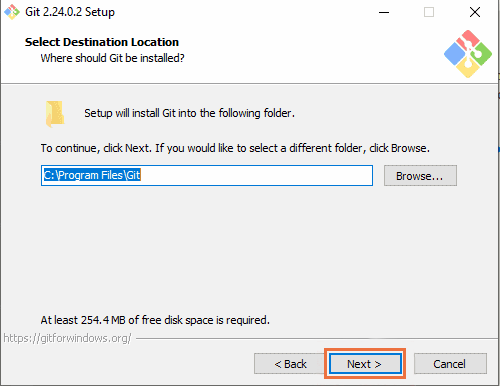 Git 2.24.0.2 Setup
Select Destination Location
Where should Git be installed?
Setup will install Git into the following folder.
To continue, click Next. If you would like to select a different folder, click Browse.
C:\Program Files\Git
Browse...
At least 254.4 MB of free disk space is required.
https://gitforwindows.org/
< Back
Next >
Cancel